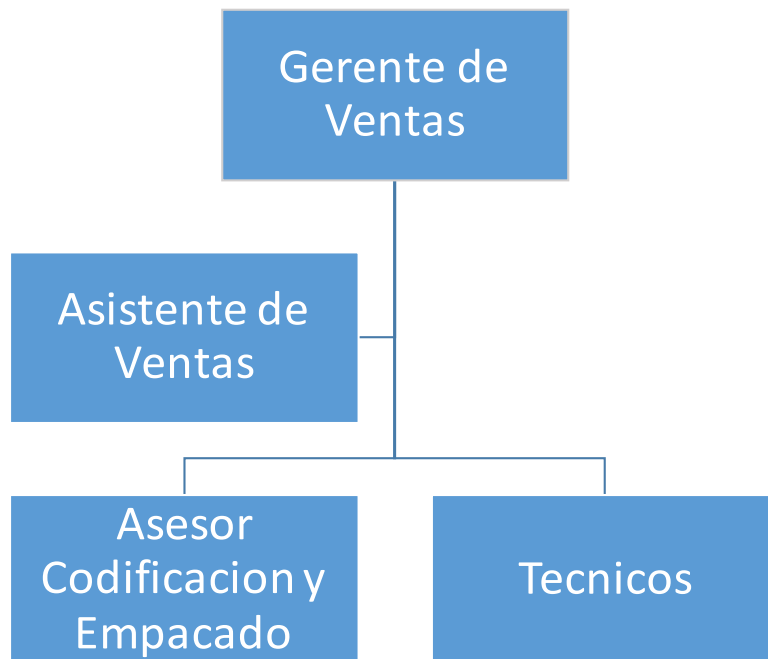 Gerente de
Ventas
Asistente de
Ventas
Asesor
Codificacion y
Empacado
Tecnicos